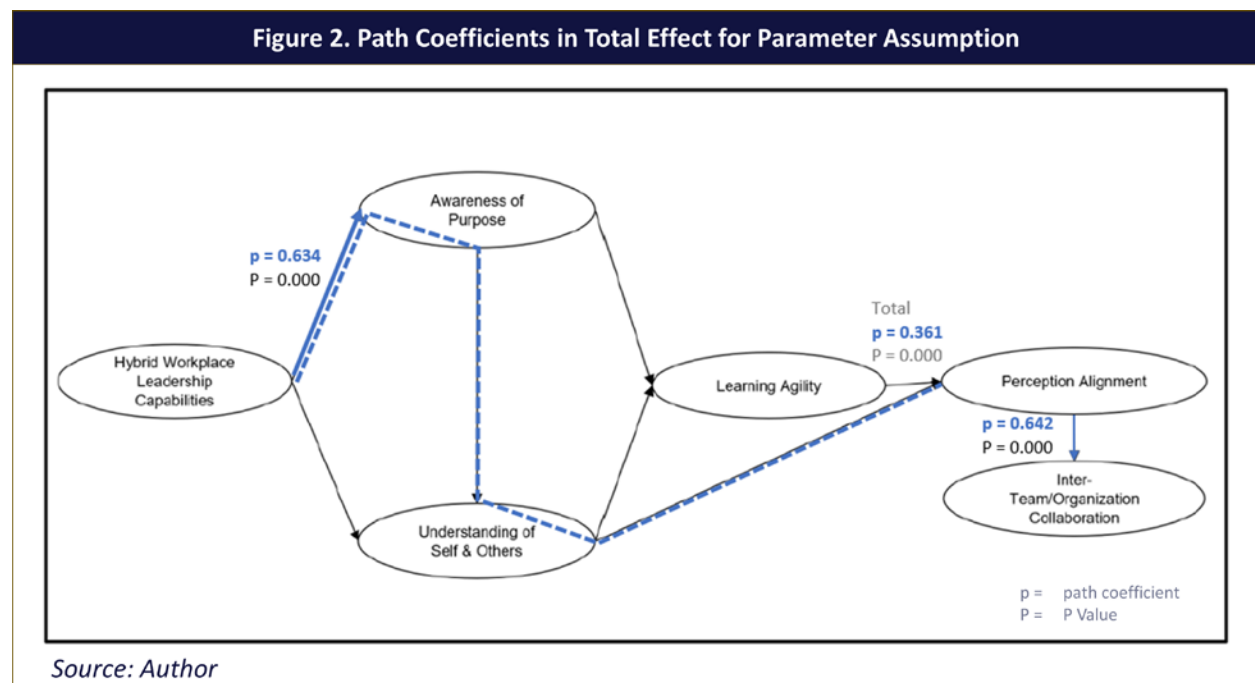 Figure 2. Path Coefficients in Total Effect for Parameter Assumption
Awareness of
Purpose
p = 0.634
P = 0.000
Hybrid Workplace
Leadership
Capabilities
Total
p = 0.361
P = 0.000
Learning Agility
Perception Alignment
p = 0.642
P = 0.000
Inter-
Team/Organization
Collaboration
Understanding of
Self & Others
p = path coefficient
P = P Value
Source: Author